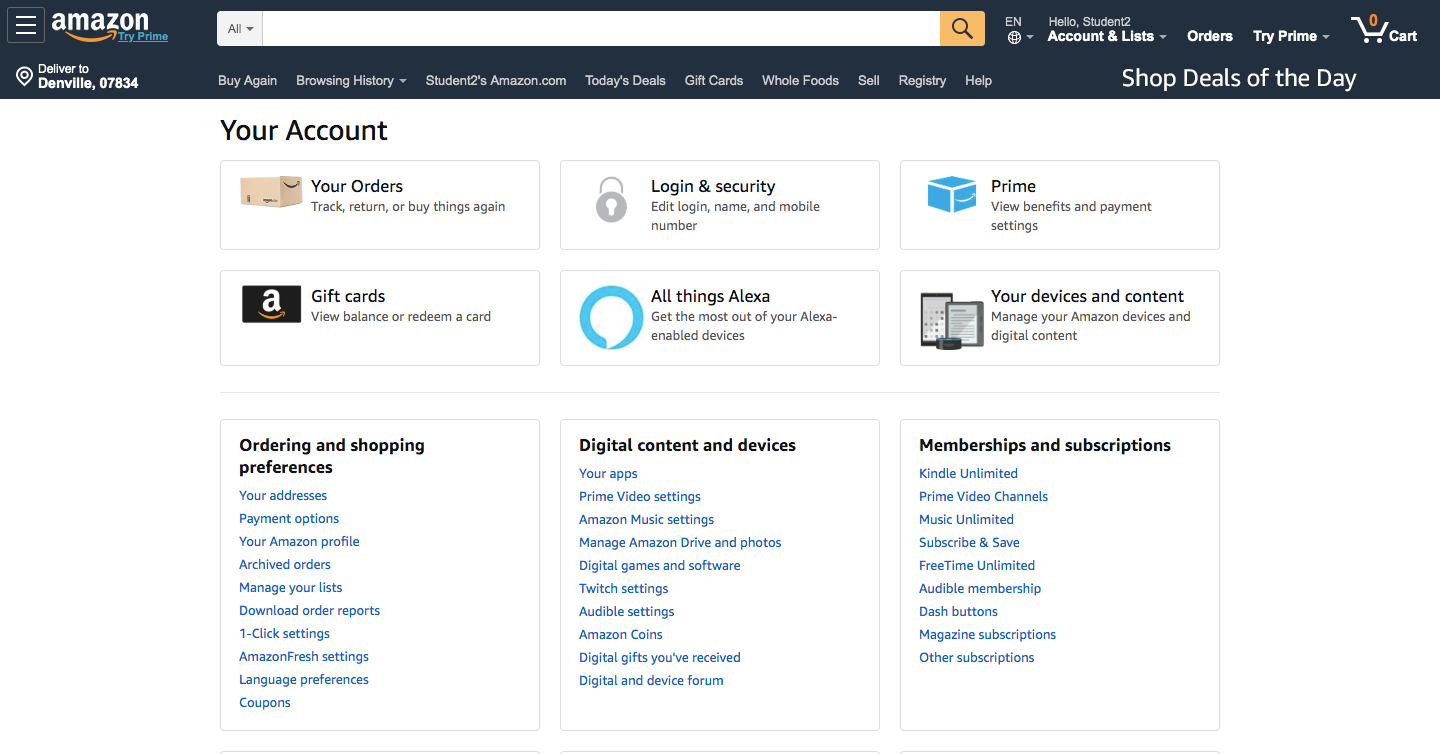 amazon
Try Prime
All
EN
Hello, Student2
Account & Lists
Orders
Try Prime
0
Cart
Deliver to
Denville, 07834
Buy Again
Browsing History
Student2's Amazon.com
Today's Deals
Gift Cards
Whole Foods
Sell
Registry
Help
Shop Deals of the Day
Your Account
Your Orders
Track, return, or buy things again
Login & security
Edit login, name, and mobile
number
Prime
View benefits and payment
settings
a
Gift cards
View balance or redeem a card
All things Alexa
Get the most out of your Alexa-
enabled devices
Your devices and content
Manage your Amazon devices and
digital content
Ordering and shopping
preferences
Your addresses
Payment options
Your Amazon profile
Archived orders
Manage your lists
Download order reports
1-Click settings
AmazonFresh settings
Language preferences
Coupons
Digital content and devices
Your apps
Prime Video settings
Amazon Music settings
Manage Amazon Drive and photos
Digital games and software
Twitch settings
Audible settings
Amazon Coins
Digital gifts you've received
Digital and device forum
Memberships and subscriptions
Kindle Unlimited
Prime Video Channels
Music Unlimited
Subscribe & Save
FreeTime Unlimited
Audible membership
Dash buttons
Magazine subscriptions
Other subscriptions